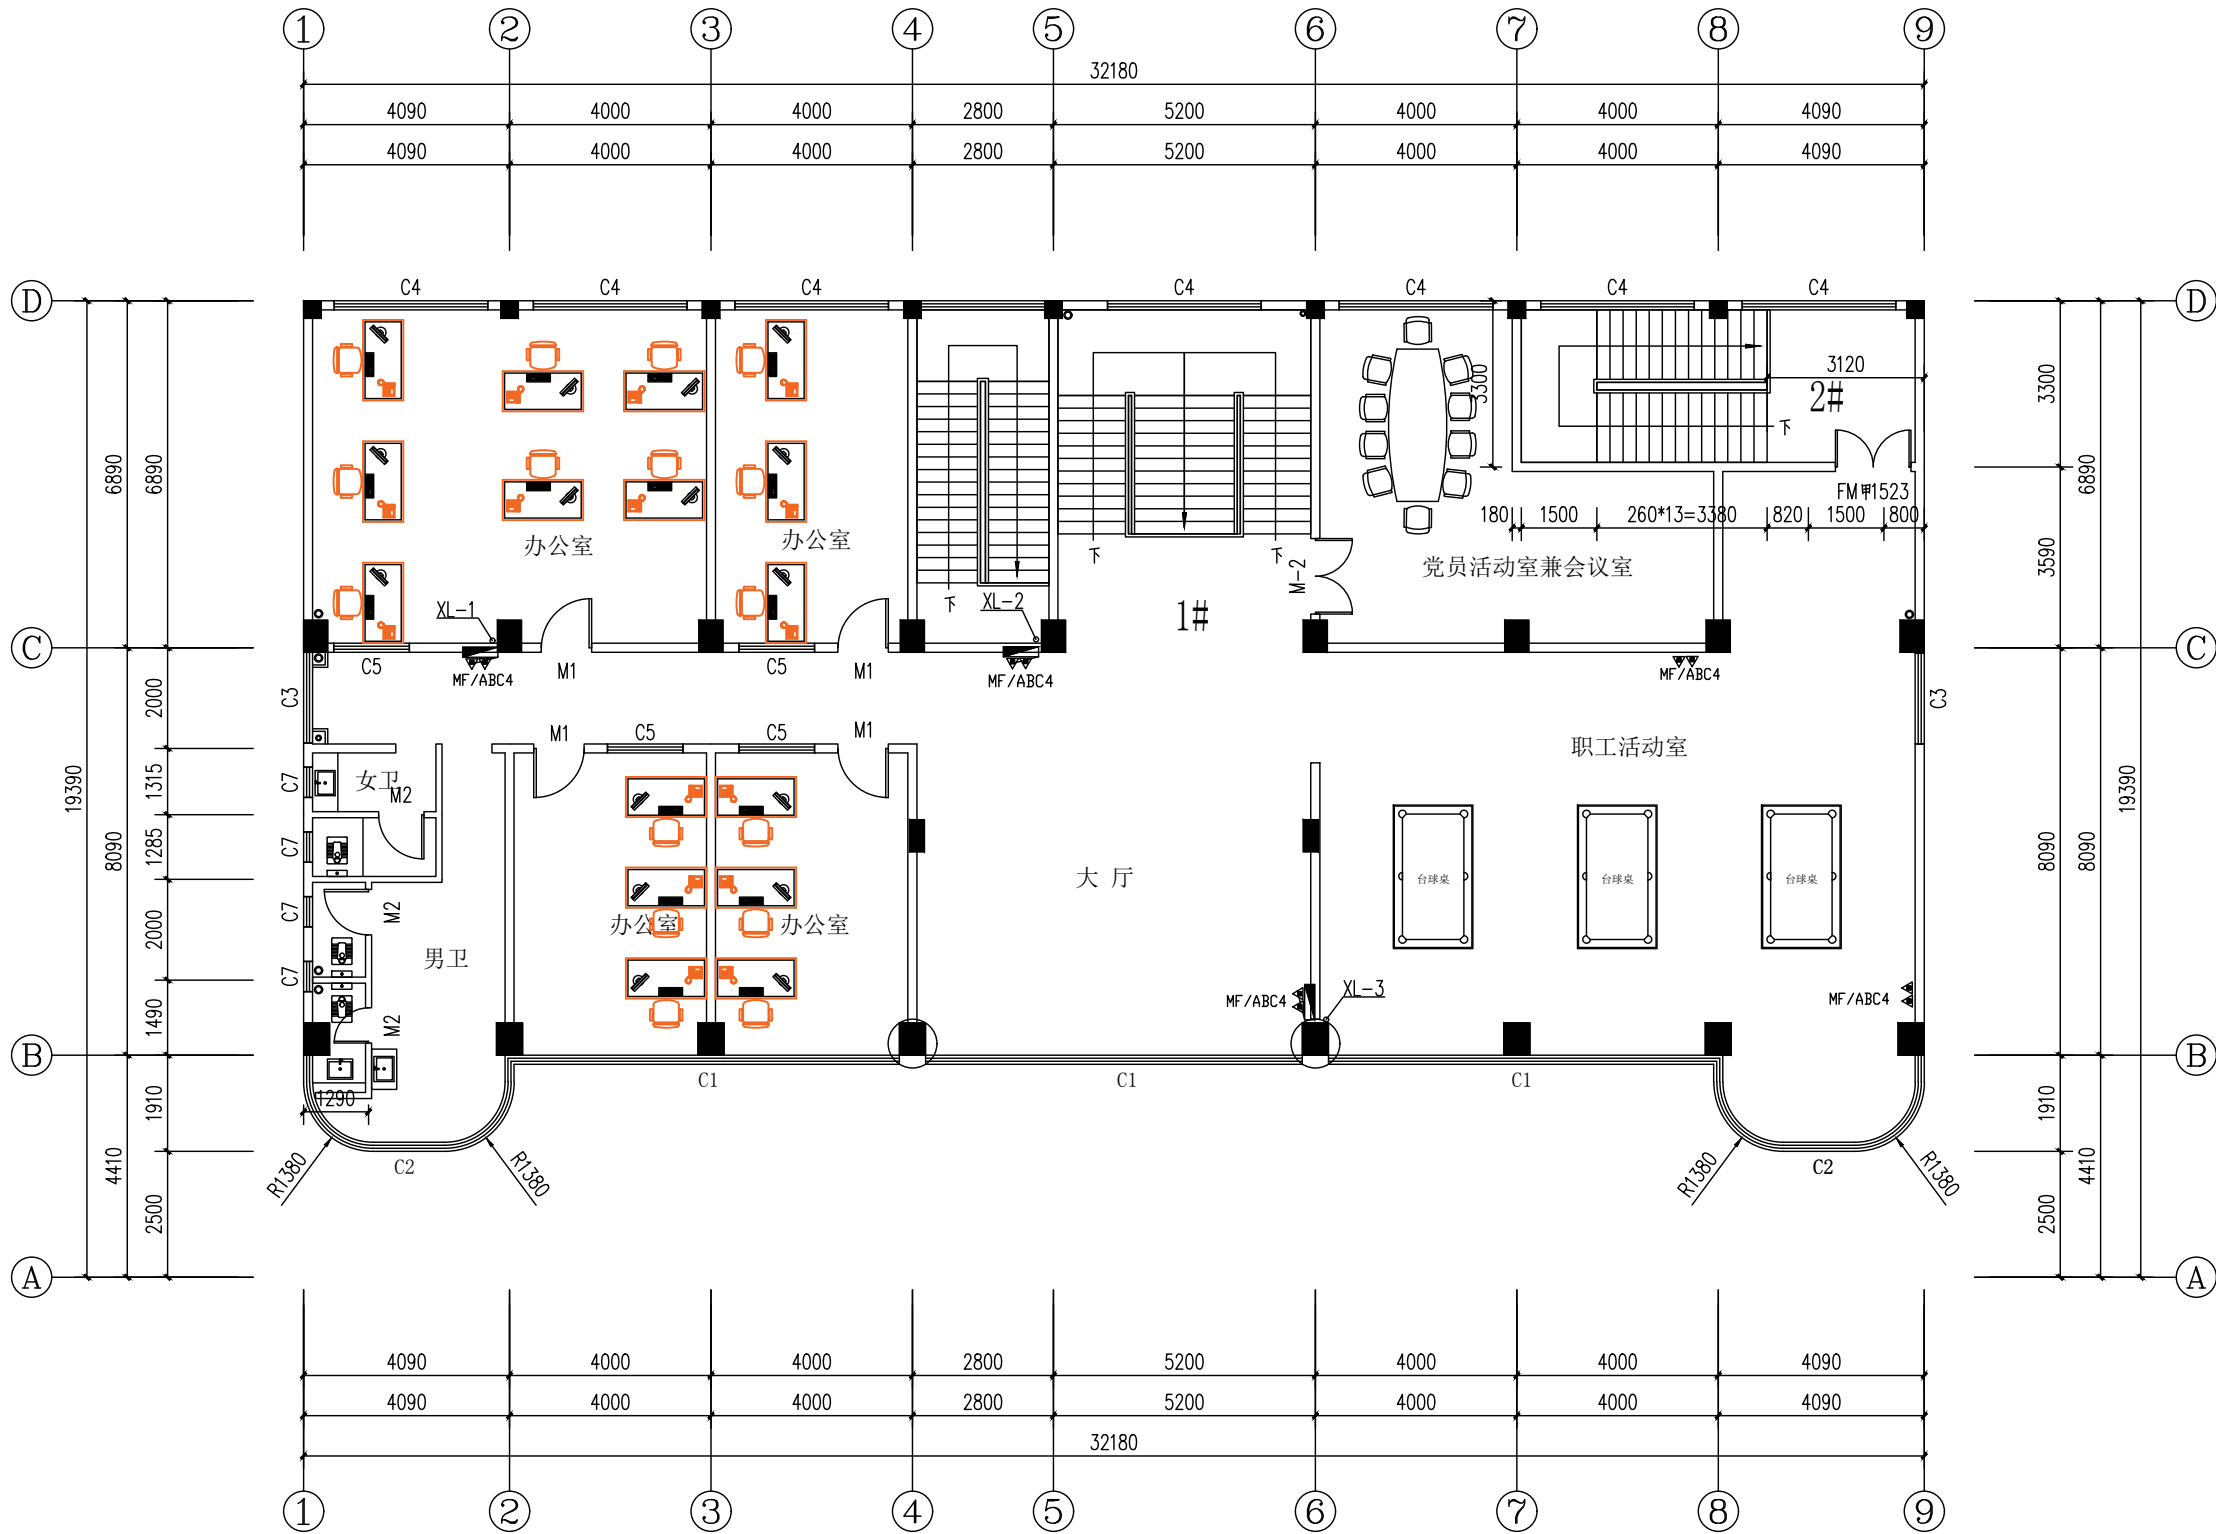 1 2 3 4 5 6 7 8 9
32180
4090 4000 4000 2800 5200 4000 4000 4090
4090 4000 4000 2800 5200 4000 4000 4090
C4 C4 C4 C4 C4 C4 C4
D D
3300 3120
2#
下
3300
6890 6890 6890
FM甲1523
180 1500 260*13=3380 820 1500 800
办公室 办公室
下 下 下
M-2
党员活动室兼会议室
3590
XL-1 XL-2
1#
C C
C5 M1 C5 M1
MF/ABC4 MF/ABC4 MF/ABC4
C3 C3
2000
M1 C5 C5 M1
职工活动室
女卫
M2
C7
1315
19390 19390
C7
1285
8090 8090 8090
大 厅
台球桌 台球桌 台球桌
C7
M2
2000
办公室 办公室
男卫
C7
MF/ABC4
XL-3
MF/ABC4
1490
M2
B B
C1 C1 C1
1290
1910 1910
C2 C2
R1380 R1380 R1380 R1380
4410 4410
2500 2500
A A
4090 4000 4000 2800 5200 4000 4000 4090
4090 4000 4000 2800 5200 4000 4000 4090
32180
1 2 3 4 5 6 7 8 9